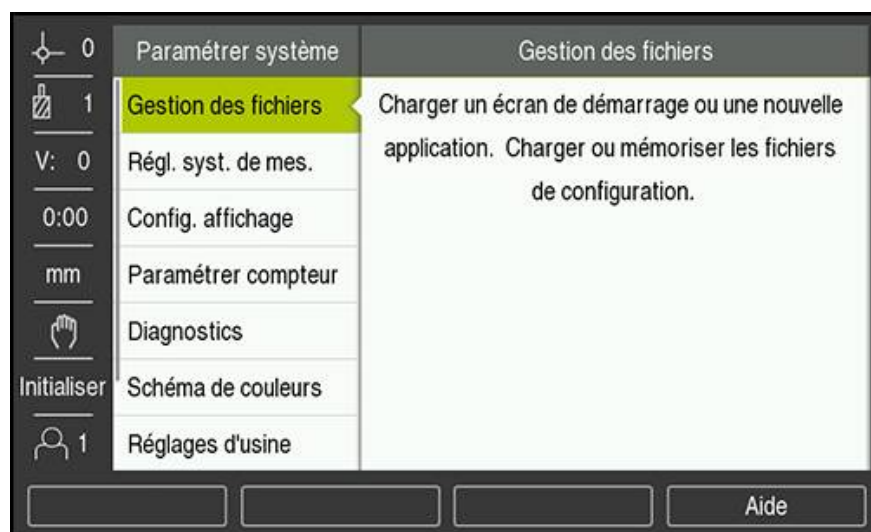 0
1
V: 0
0:00
mm
Initialiser
1
Paramétrer système
Gestion des fichiers
Régl. syst. de mes.
Config. affichage
Paramétrer compteur
Diagnostics
Schéma de couleurs
Réglages d'usine
Gestion des fichiers
Charger un écran de démarrage ou une nouvelle
application. Charger ou mémoriser les fichiers
de configuration.
Aide